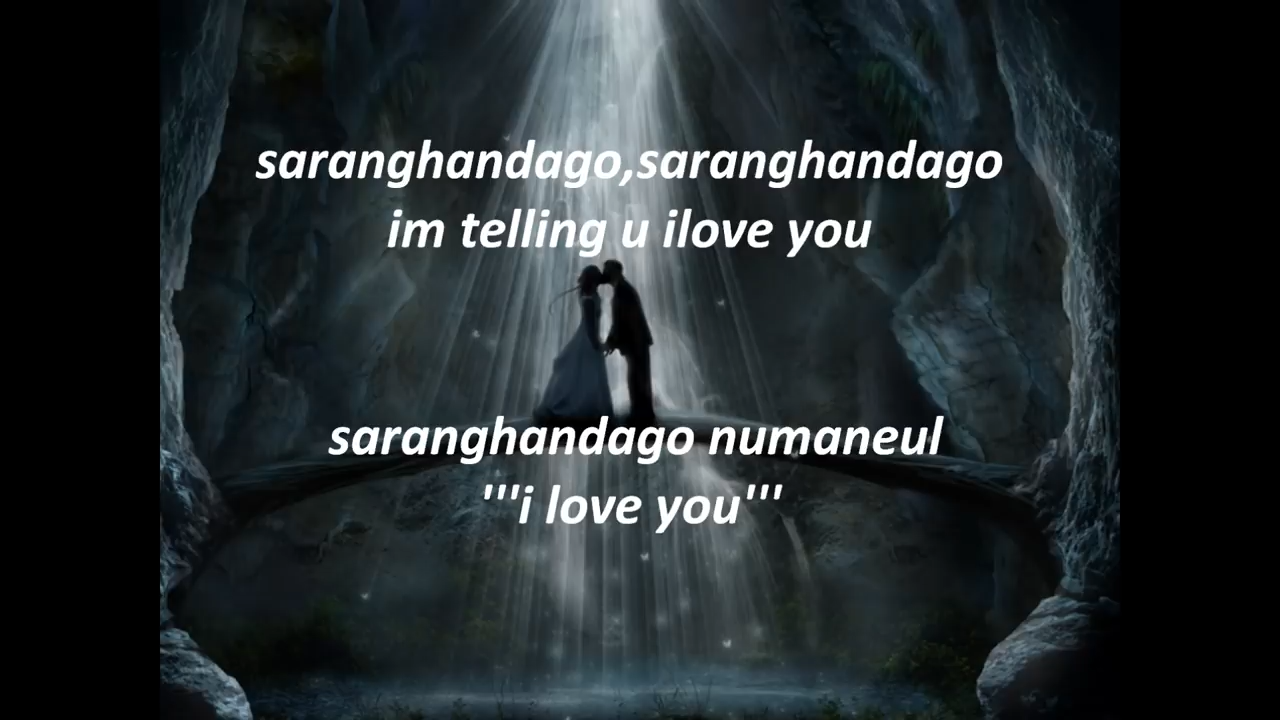 saranghandago,saranghandago
im telling u ilove you
saranghandago numaneul
'''i love you'''